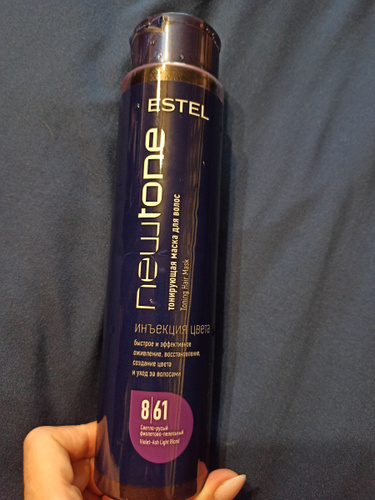 ESTEL
newtone
тонирующая маска для волос
Toning Hair Mask
ИНЪЕКЦИЯ ЦВЕТА
быстрое и эффективное
оживление, восстановление,
создание цвета
и уход за волосами
8|61
Светло-русый
фиолетово-пепельный
Violet-Ash Light Blond